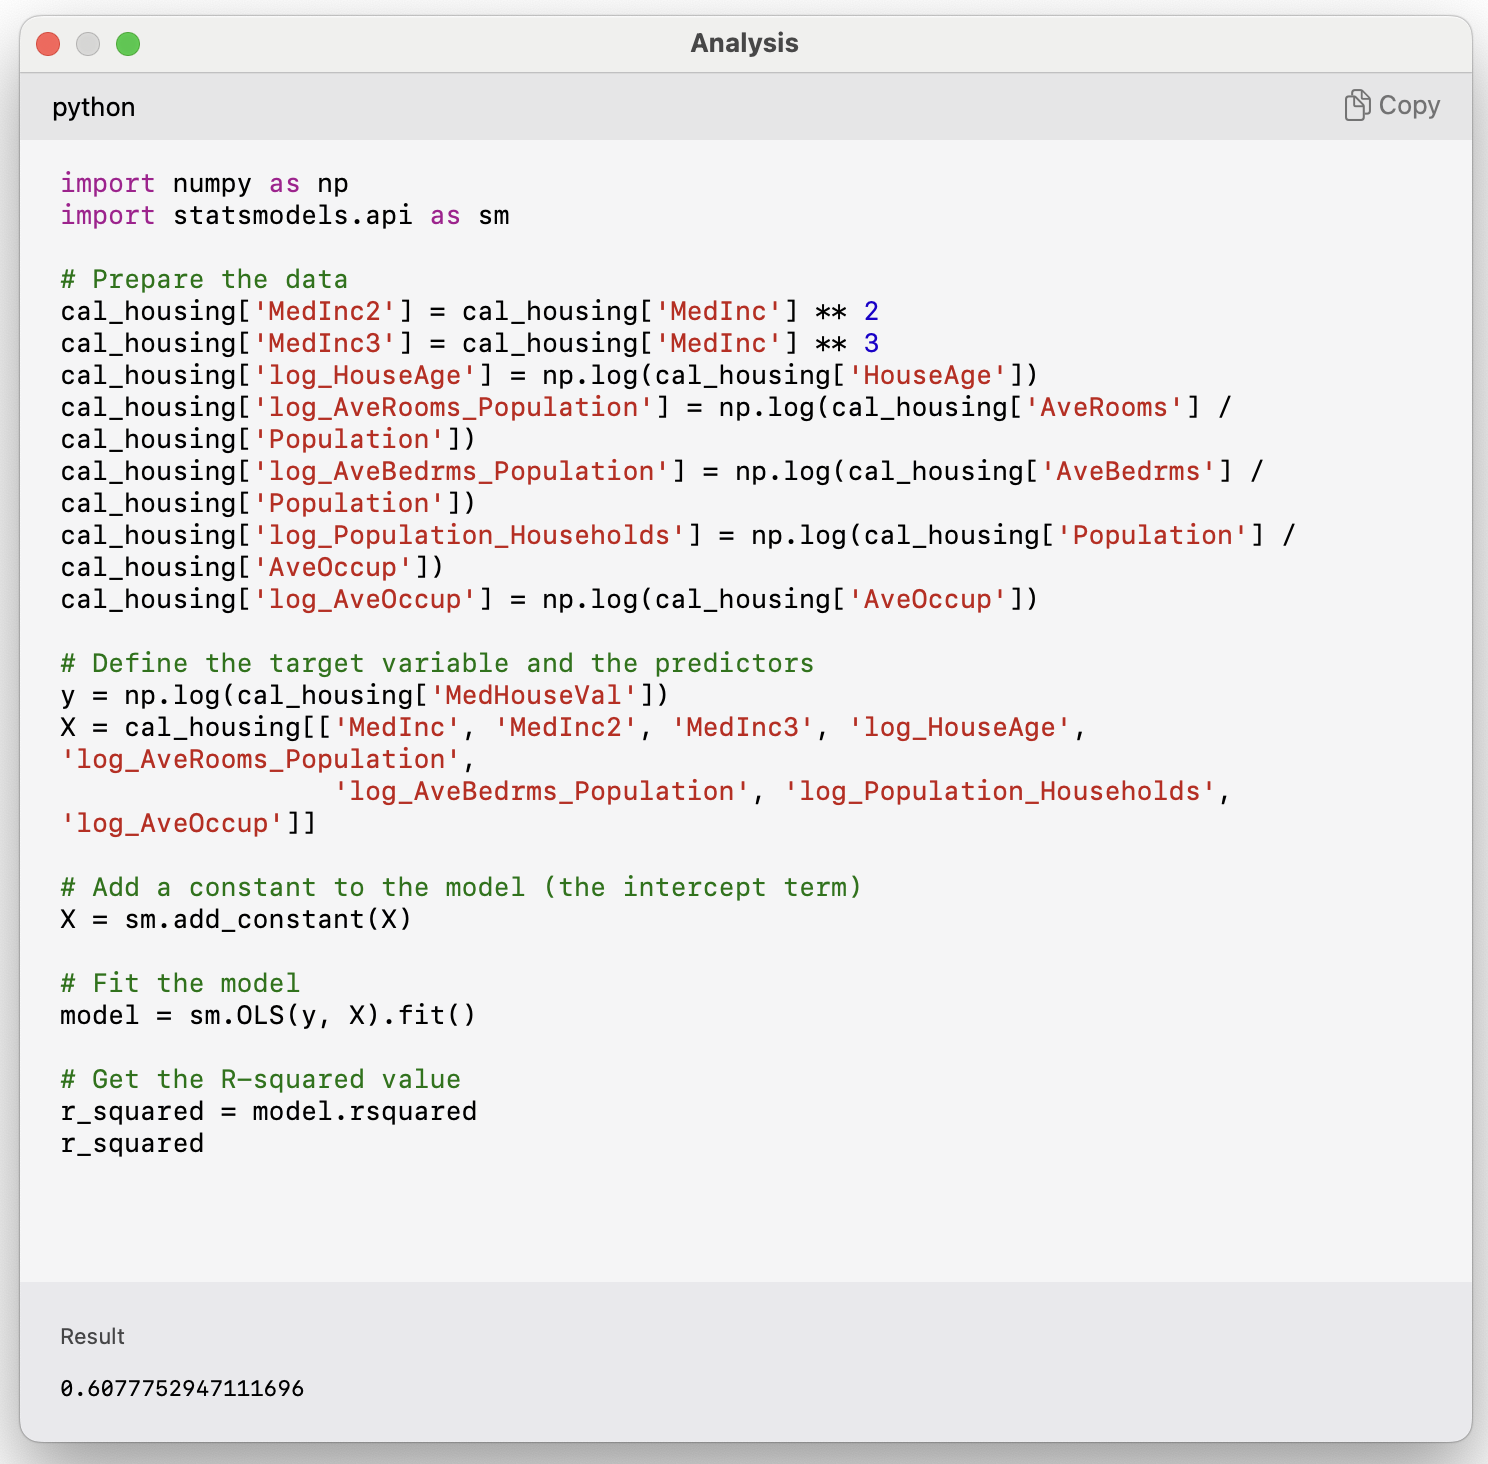 Analysis
python
Copy
import numpy as np
import statsmodels.api as sm
# Prepare the data
cal_housing['MedInc2'] = cal_housing['MedInc'] ** 2
cal_housing['MedInc3'] = cal_housing['MedInc'] ** 3
cal_housing['log_HouseAge'] = np.log(cal_housing['HouseAge'])
cal_housing['log_AveRooms_Population'] = np.log(cal_housing['AveRooms'] /
cal_housing['Population'])
cal_housing['log_AveBedrms_Population'] = np.log(cal_housing['AveBedrms'] /
cal_housing['Population'])
cal_housing['log_Population_Households'] = np.log(cal_housing['Population'] /
cal_housing['AveOccup'])
cal_housing['log_AveOccup'] = np.log(cal_housing['AveOccup'])
# Define the target variable and the predictors
y = np.log(cal_housing['MedHouseVal'])
X = cal_housing[['MedInc', 'MedInc2', 'MedInc3', 'log_HouseAge',
'log_AveRooms_Population',
'log_AveBedrms_Population', 'log_Population_Households',
'log_AveOccup']]
# Add a constant to the model (the intercept term)
X = sm.add_constant(X)
# Fit the model
model = sm.OLS(y, X).fit()
# Get the R-squared value
r_squared = model.rsquared
r_squared
Result
0.6077752947111696